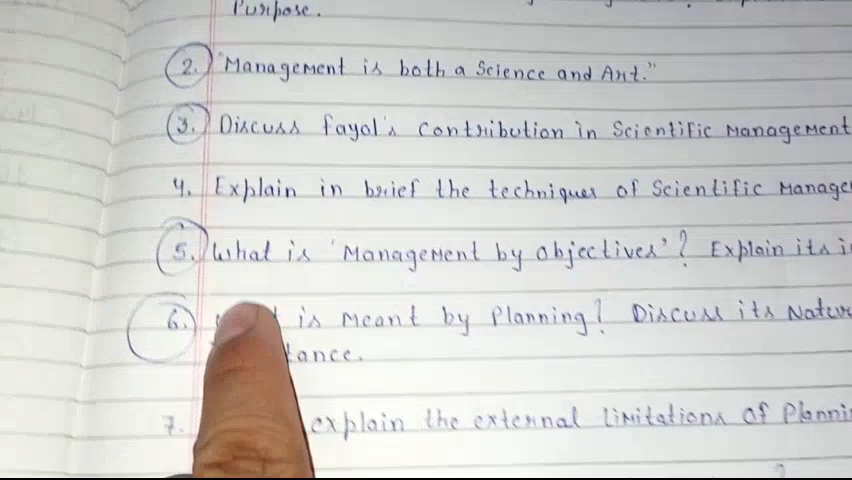 Purpose.
2. "Management is both a Science and Art."
3. Discuss fayol's contribution in Scientific Management
4. Explain in brief the techniques of Scientific
5. What is 'Management by objectives'? Explain its
6. is Meant by Planning? Discuss its
7. explain the external limitations of